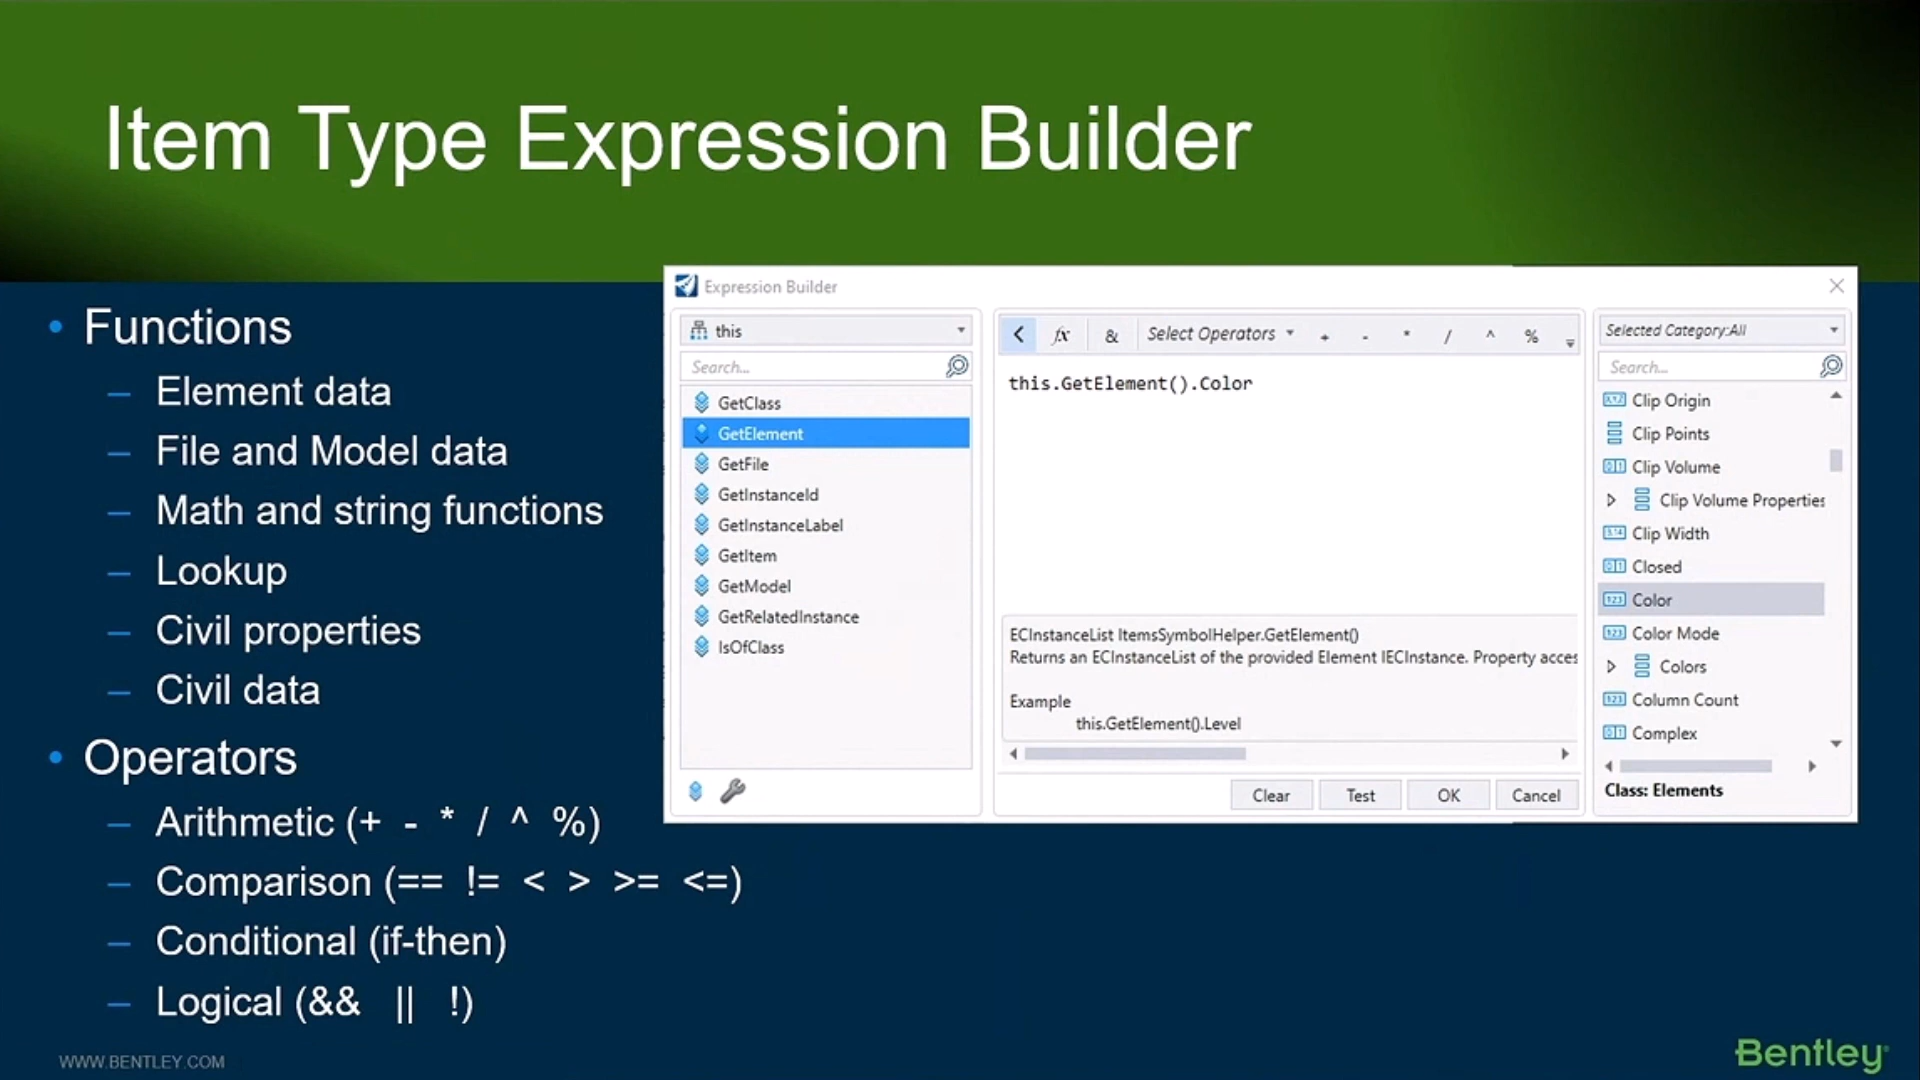 Item Type Expression Builder
• Functions
– Element data
– File and Model data
– Math and string functions
– Lookup
– Civil properties
– Civil data
• Operators
– Arithmetic (+ - * / ^ %)
– Comparison (== != < > >= <=)
– Conditional (if-then)
– Logical (&& || !)
Expression Builder
this
Search...
GetClass
GetElement
GetFile
GetInstanceId
GetInstanceLabel
GetItem
GetModel
GetRelatedInstance
IsOfClass
fx & Select Operators + - * / ^ %
this.GetElement().Color
ECInstanceList ItemsSymbolHelper.GetElement()
Returns an ECInstanceList of the provided Element IECInstance. Property acces
Example
this.GetElement().Level
Clear Test OK Cancel
Selected Category:All
Search...
Clip Origin
Clip Points
Clip Volume
Clip Volume Properties
Clip Width
Closed
Color
Color Mode
Colors
Column Count
Complex
Class: Elements
WWW.BENTLEY.COM
Bentley